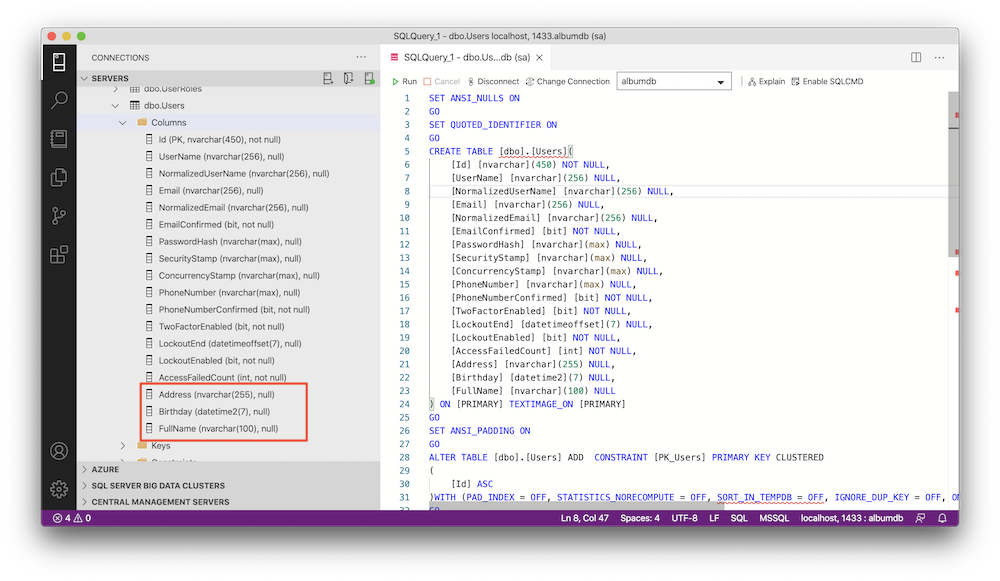 SQLQuery_1 - dbo.Users localhost, 1433.albumdb (sa)
CONNECTIONS
SERVERS
dbo.UserRoles
dbo.Users
Columns
Id (PK, nvarchar(450), not null)
UserName (nvarchar(256), null)
NormalizedUserName (nvarchar(256), null)
Email (nvarchar(256), null)
NormalizedEmail (nvarchar(256), null)
EmailConfirmed (bit, not null)
PasswordHash (nvarchar(max), null)
SecurityStamp (nvarchar(max), null)
ConcurrencyStamp (nvarchar(max), null)
PhoneNumber (nvarchar(max), null)
PhoneNumberConfirmed (bit, not null)
TwoFactorEnabled (bit, not null)
LockoutEnd (datetimeoffset(7), null)
LockoutEnabled (bit, not null)
AccessFailedCount (int, not null)
Address (nvarchar(255), null)
Birthday (datetime2(7), null)
FullName (nvarchar(100), null)
Keys
AZURE
SQL SERVER BIG DATA CLUSTERS
CENTRAL MANAGEMENT SERVERS
SQLQuery_1 - dbo.Us...db (sa)
Run Cancel Disconnect Change Connection albumdb Explain Enable SQLCMD
1 SET ANSI_NULLS ON
2 GO
3 SET QUOTED_IDENTIFIER ON
4 GO
5 CREATE TABLE [dbo].[Users](
6 [Id] [nvarchar](450) NOT NULL,
7 [UserName] [nvarchar](256) NULL,
8 [NormalizedUserName] [nvarchar](256) NULL,
9 [Email] [nvarchar](256) NULL,
10 [NormalizedEmail] [nvarchar](256) NULL,
11 [EmailConfirmed] [bit] NOT NULL,
12 [PasswordHash] [nvarchar](max) NULL,
13 [SecurityStamp] [nvarchar](max) NULL,
14 [ConcurrencyStamp] [nvarchar](max) NULL,
15 [PhoneNumber] [nvarchar](max) NULL,
16 [PhoneNumberConfirmed] [bit] NOT NULL,
17 [TwoFactorEnabled] [bit] NOT NULL,
18 [LockoutEnd] [datetimeoffset](7) NULL,
19 [LockoutEnabled] [bit] NOT NULL,
20 [AccessFailedCount] [int] NOT NULL,
21 [Address] [nvarchar](255) NULL,
22 [Birthday] [datetime2](7) NULL,
23 [FullName] [nvarchar](100) NULL
24 ) ON [PRIMARY] TEXTIMAGE_ON [PRIMARY]
25 GO
26 SET ANSI_PADDING ON
27 GO
28 ALTER TABLE [dbo].[Users] ADD CONSTRAINT [PK_Users] PRIMARY KEY CLUSTERED
29 (
30 [Id] ASC
31 )WITH (PAD_INDEX = OFF, STATISTICS_NORECOMPUTE = OFF, SORT_IN_TEMPDB = OFF, IGNORE_DUP_KEY = OFF,
32 GO
4 0 Ln 8, Col 47 Spaces: 4 UTF-8 LF SQL MSSQL localhost, 1433 : albumdb